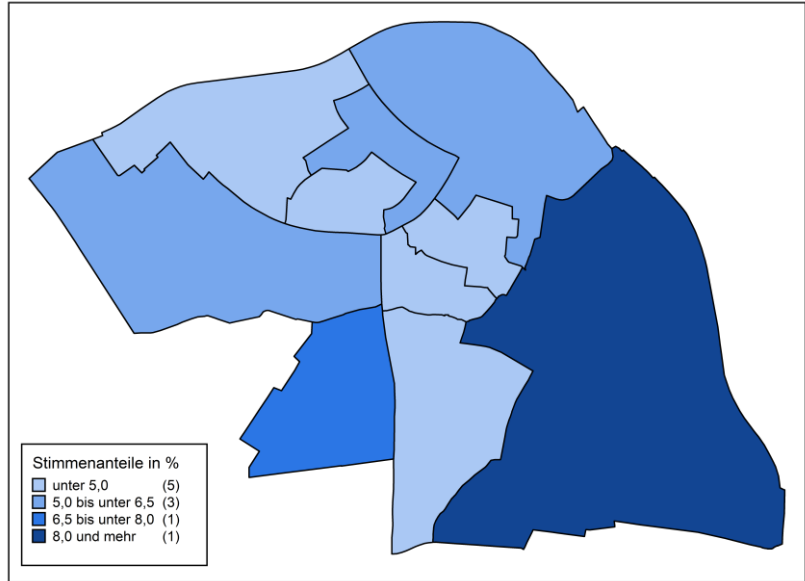 Stimmenanteile in %
unter 5,0 (5)
5,0 bis unter 6,5 (3)
6,5 bis unter 8,0 (1)
8,0 und mehr (1)